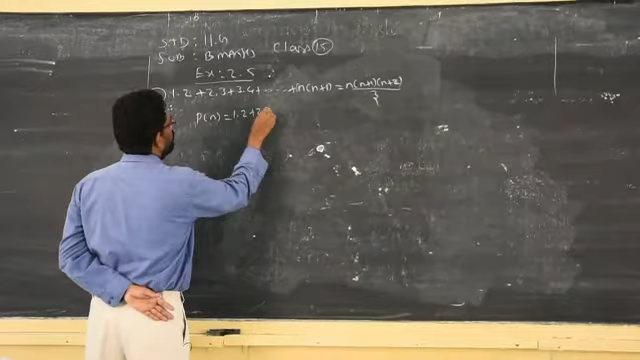 STD: 11.G
SUB: B MATHS Class 15
Ex: 2.5 :
1.2 + 2.3 + 3.4 + ...... + n(n+1) = n(n+1)(n+2)
3
P(n) = 1.2+2